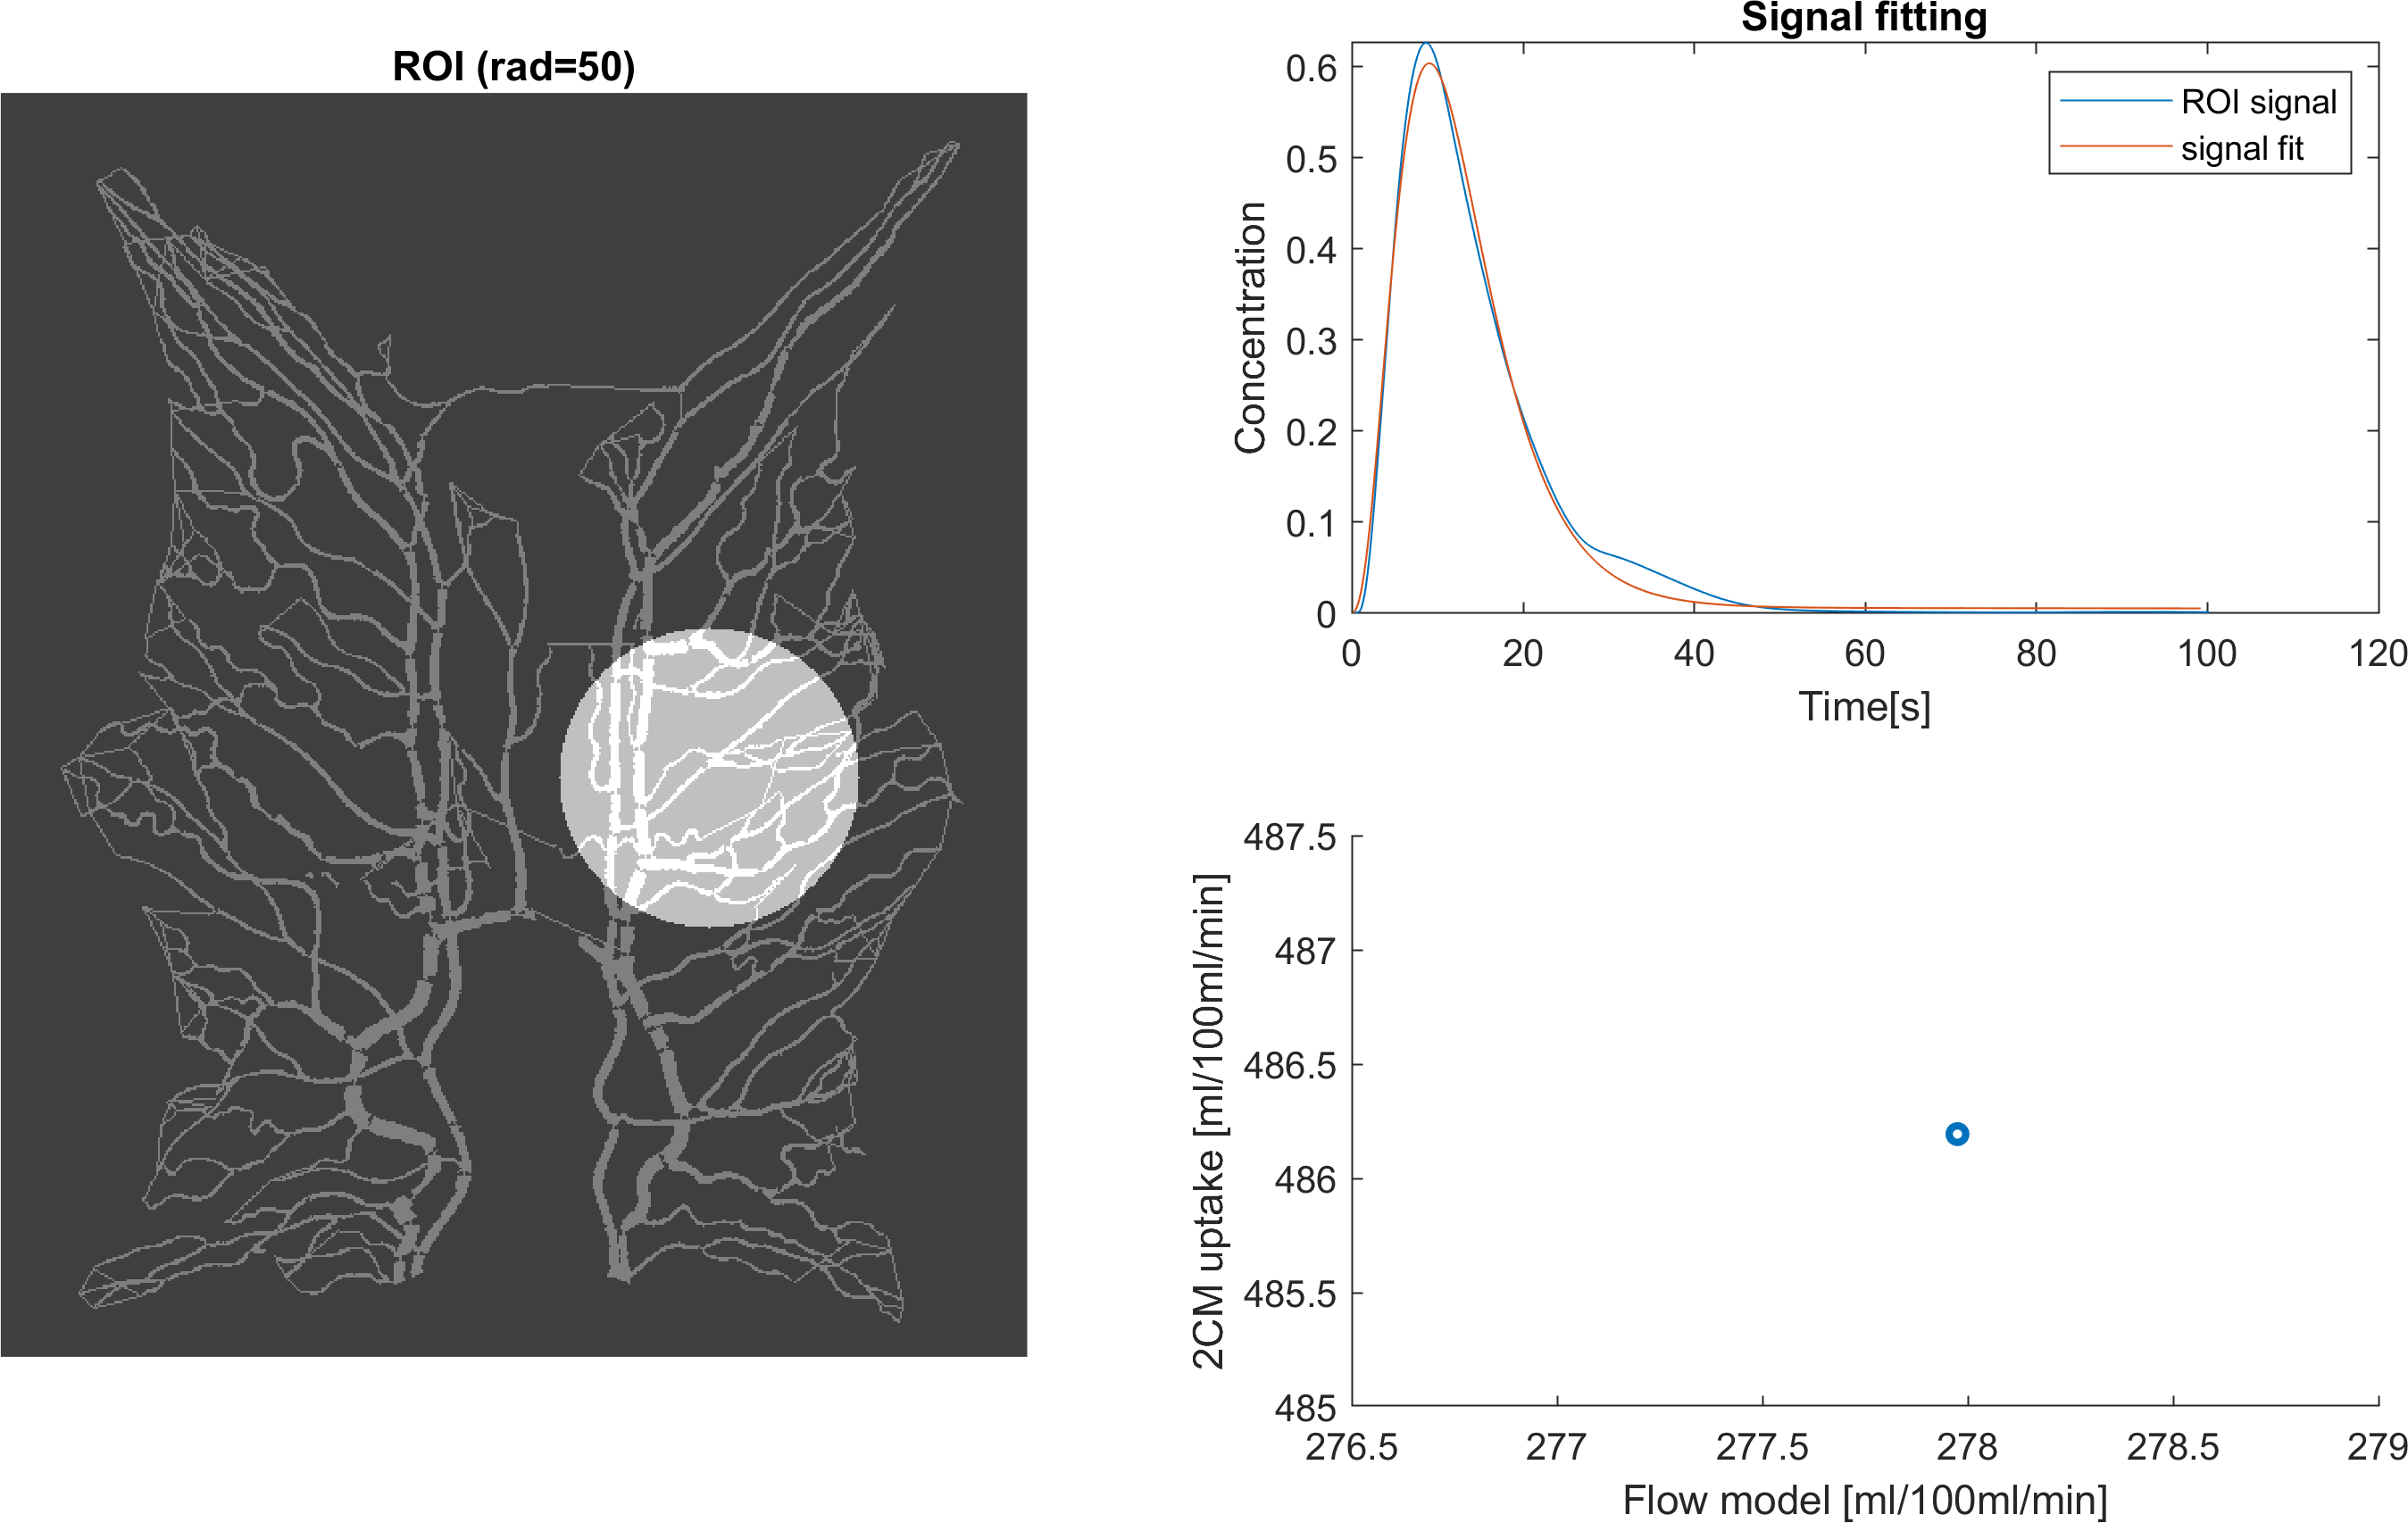 ROI (rad=50)
Signal fitting
ROI signal
signal fit
Concentration
0.6
0.5
0.4
0.3
0.2
0.1
0
0 20 40 60 80 100 120
Time[s]
2CM uptake [ml/100ml/min]
487.5
487
486.5
486
485.5
485
276.5 277 277.5 278 278.5 279
Flow model [ml/100ml/min]